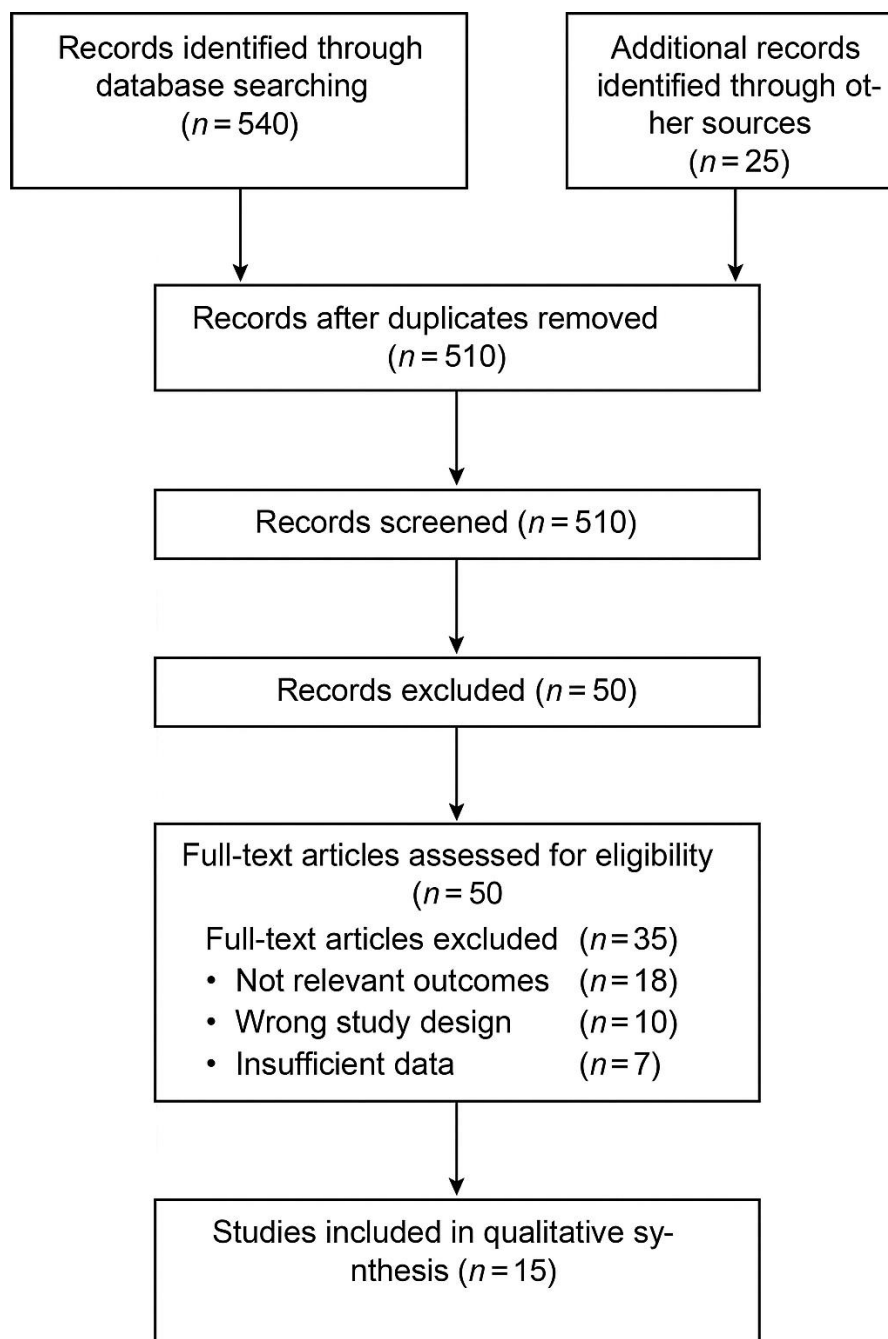 Records identified through
database searching
(n = 540)
Additional records
identified through ot-
her sources
(n = 25)
Records after duplicates removed
(n = 510)
Records screened (n = 510)
Records excluded (n = 50)
Full-text articles assessed for eligibility
(n = 50
Full-text articles excluded (n = 35)
• Not relevant outcomes (n = 18)
• Wrong study design (n = 10)
• Insufficient data (n = 7)
Studies included in qualitative sy-
nthesis (n = 15)